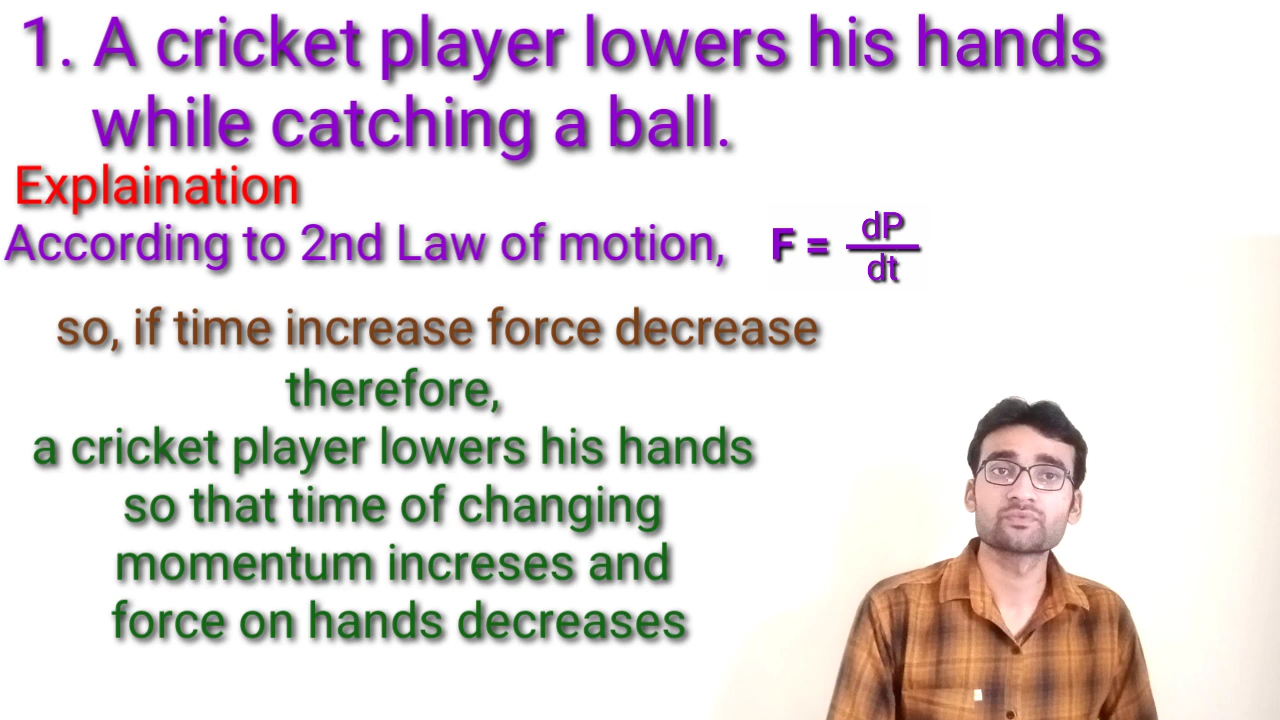 1. A cricket player lowers his hands
while catching a ball.
Explaination
According to 2nd Law of motion, F = dP/dt
so, if time increase force decrease
therefore,
a cricket player lowers his hands
so that time of changing
momentum increses and
force on hands decreases